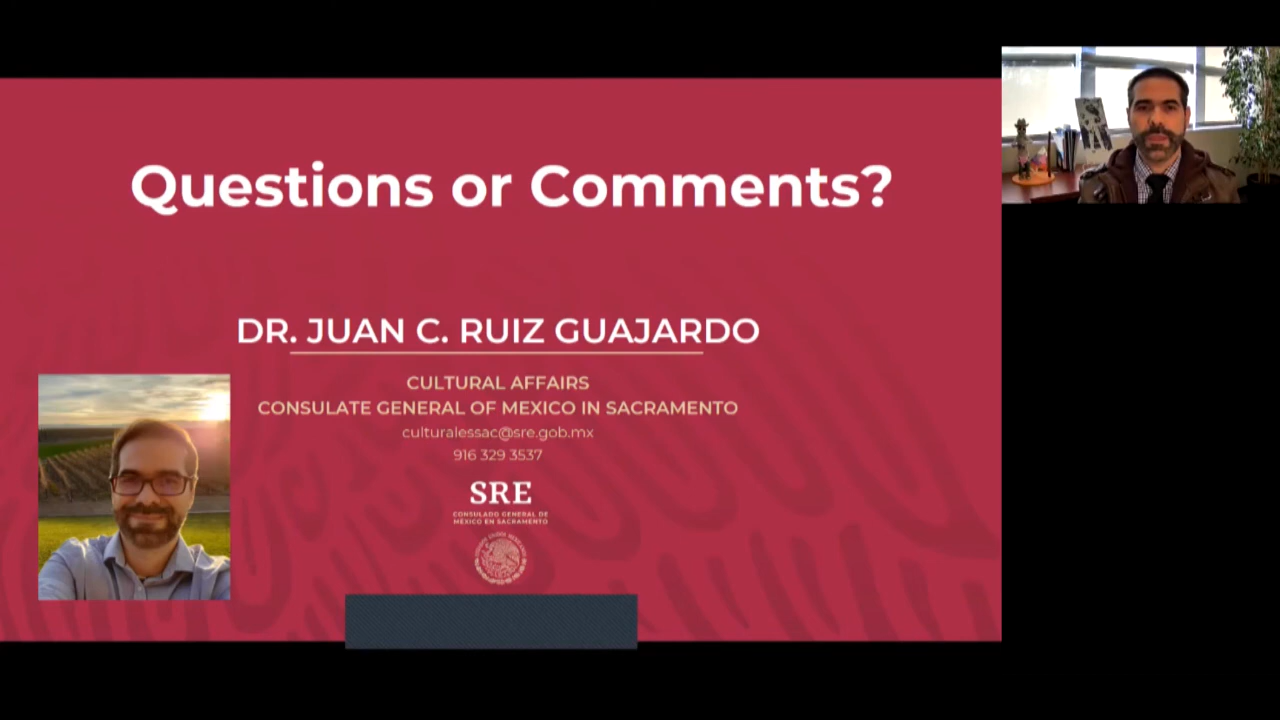 Questions or Comments?
DR. JUAN C. RUIZ GUAJARDO
CULTURAL AFFAIRS
CONSULATE GENERAL OF MEXICO IN SACRAMENTO
culturalessac@sre.gob.mx
916 329 3537
SRE
CONSULADO GENERAL DE
MÉXICO EN SACRAMENTO